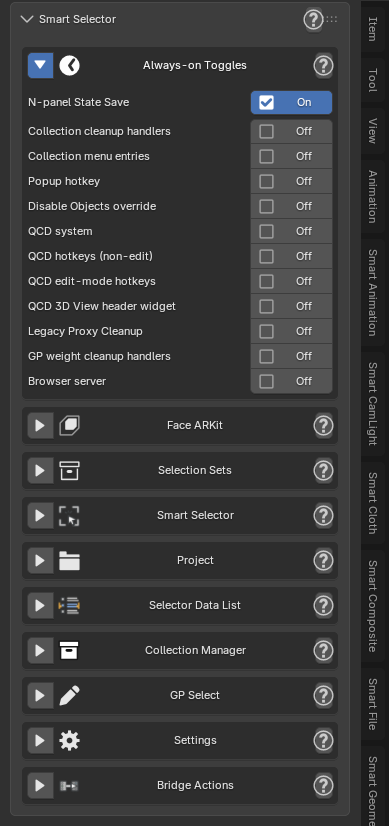 Smart Selector
Always-on Toggles
N-panel State Save On
Collection cleanup handlers Off
Collection menu entries Off
Popup hotkey Off
Disable Objects override Off
QCD system Off
QCD hotkeys (non-edit) Off
QCD edit-mode hotkeys Off
QCD 3D View header widget Off
Legacy Proxy Cleanup Off
GP weight cleanup handlers Off
Browser server Off
Face ARKit
Selection Sets
Smart Selector
Project
Selector Data List
Collection Manager
GP Select
Settings
Bridge Actions
Item
Tool
View
Animation
Smart Animation
Smart CamLight
Smart Cloth
Smart Composite
Smart File
Smart Geome